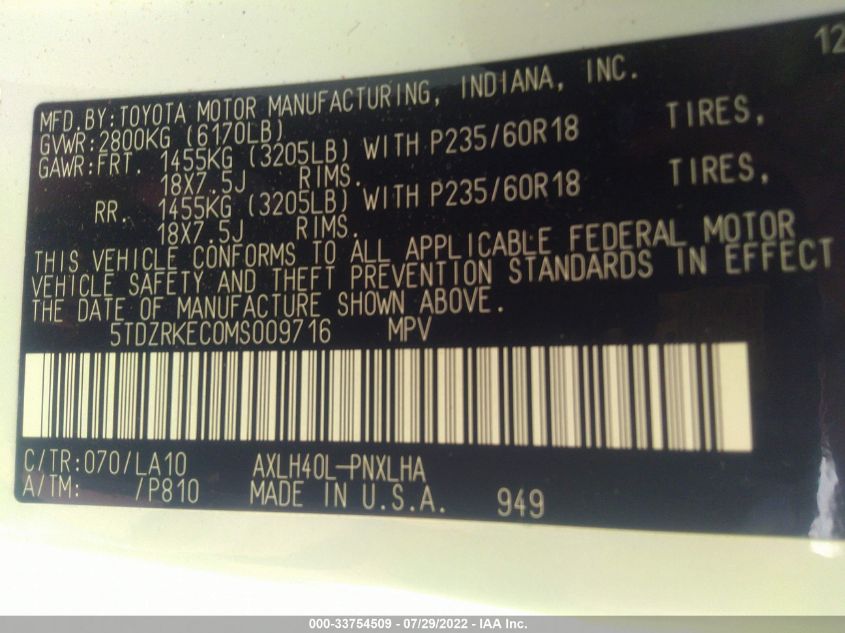 12
MFD.BY:TOYOTA MOTOR MANUFACTURING, INDIANA, INC.
GVWR:2800KG (6170LB)
GAWR:FRT. 1455KG (3205LB) WITH P235/60R18 TIRES,
18X7.5J RIMS.
RR. 1455KG (3205LB) WITH P235/60R18 TIRES,
18X7.5J RIMS.
THIS VEHICLE CONFORMS TO ALL APPLICABLE FEDERAL MOTOR
VEHICLE SAFETY AND THEFT PREVENTION STANDARDS IN EFFECT
THE DATE OF MANUFACTURE SHOWN ABOVE.
5TDZRKEC0MS009716 MPV
C/TR:070/LA10 AXLH40L-PNXLHA
A/TM: /P810 MADE IN U.S.A. 949
000-33754509 - 07/29/2022 - IAA Inc.